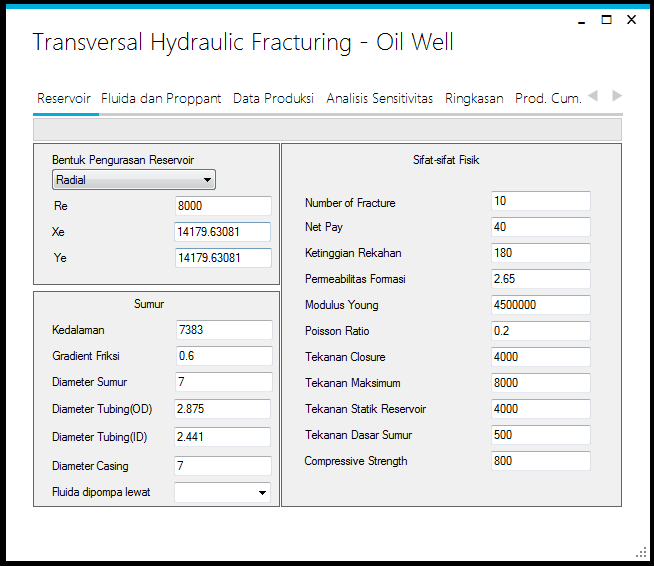 Transversal Hydraulic Fracturing - Oil Well
Reservoir Fluida dan Proppant Data Produksi Analisis Sensitivitas Ringkasan Prod. Cum.
Bentuk Pengurasan Reservoir
Radial
Re 8000
Xe 14179.63081
Ye 14179.63081
Sumur
Kedalaman 7383
Gradient Friksi 0.6
Diameter Sumur 7
Diameter Tubing(OD) 2.875
Diameter Tubing(ID) 2.441
Diameter Casing 7
Fluida dipompa lewat
Sifat-sifat Fisik
Number of Fracture 10
Net Pay 40
Ketinggian Rekahan 180
Permeabilitas Formasi 2.65
Modulus Young 4500000
Poisson Ratio 0.2
Tekanan Closure 4000
Tekanan Maksimum 8000
Tekanan Statik Reservoir 4000
Tekanan Dasar Sumur 500
Compressive Strength 800